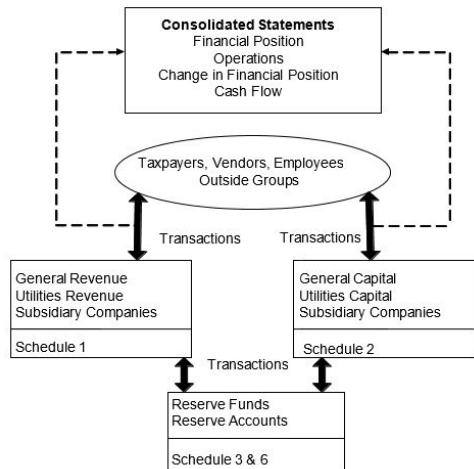 Consolidated Statements
Financial Position
Operations
Change in Financial Position
Cash Flow
Taxpayers, Vendors, Employees
Outside Groups
Transactions
Transactions
General Revenue
Utilities Revenue
Subsidiary Companies
Schedule 1
General Capital
Utilities Capital
Subsidiary Companies
Schedule 2
Transactions
Reserve Funds
Reserve Accounts
Schedule 3 & 6